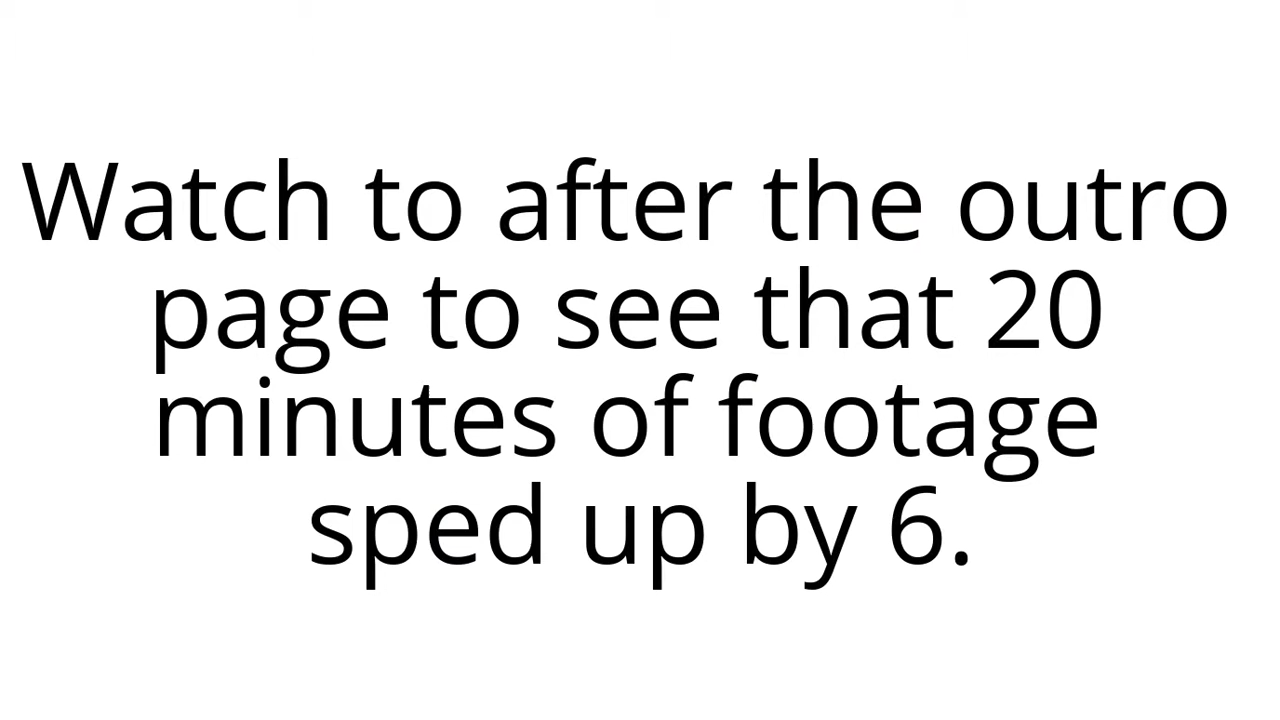 Watch to after the outro
page to see that 20
minutes of footage
sped up by 6.